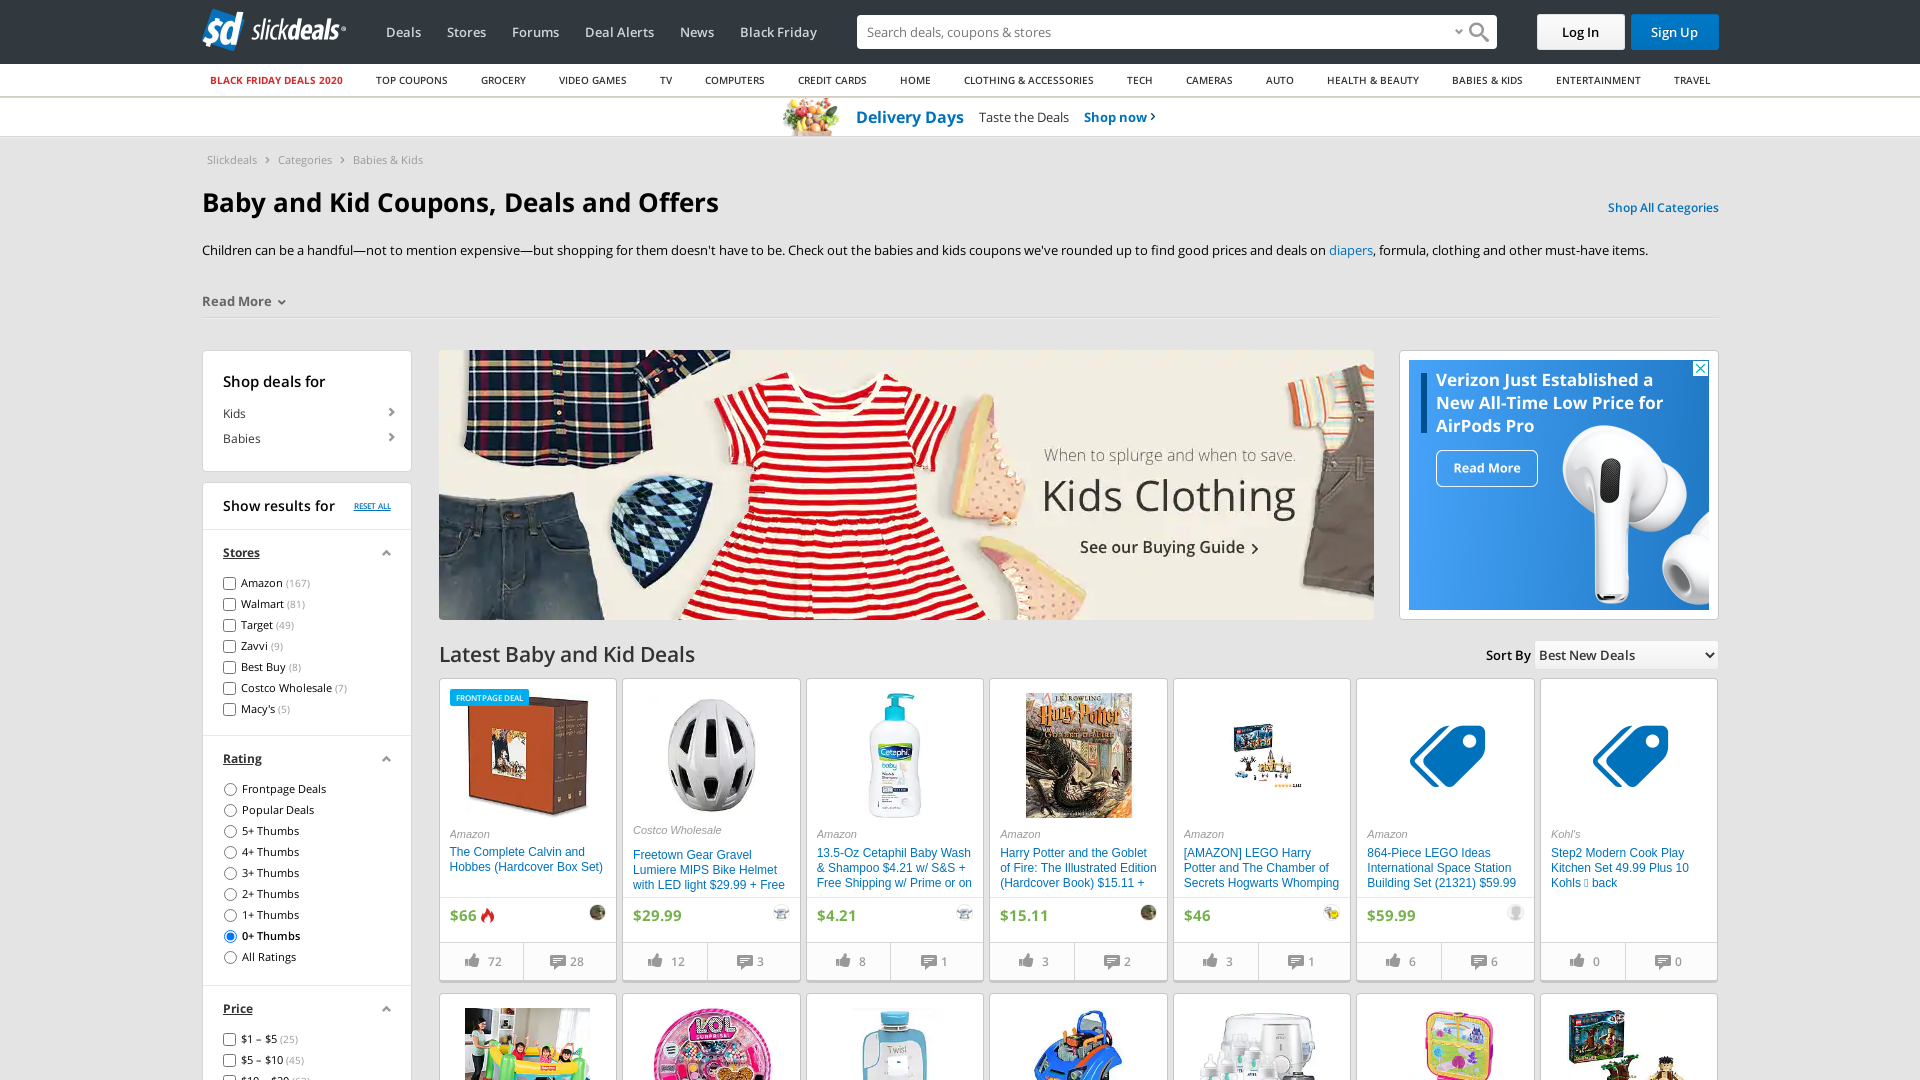 slickdeals
Deals
Stores
Forums
Deal Alerts
News
Black Friday
Search deals, coupons & stores
Log In
Sign Up
BLACK FRIDAY DEALS 2020
TOP COUPONS
GROCERY
VIDEO GAMES
TV
COMPUTERS
CREDIT CARDS
HOME
CLOTHING & ACCESSORIES
TECH
CAMERAS
AUTO
HEALTH & BEAUTY
BABIES & KIDS
ENTERTAINMENT
TRAVEL
Delivery Days Taste the Deals Shop now
Slickdeals > Categories > Babies & Kids
Baby and Kid Coupons, Deals and Offers
Shop All Categories
Children can be a handful—not to mention expensive—but shopping for them doesn't have to be. Check out the babies and kids coupons we've rounded up to find good prices and deals on diapers, formula, clothing and other must-have items.
Read More
Shop deals for
Kids
Babies
Show results for RESET ALL
Stores
Amazon (167)
Walmart (81)
Target (49)
Zavvi (9)
Best Buy (8)
Costco Wholesale (7)
Macy's (5)
Rating
Frontpage Deals
Popular Deals
5+ Thumbs
4+ Thumbs
3+ Thumbs
2+ Thumbs
1+ Thumbs
0+ Thumbs
All Ratings
Price
$1 – $5 (25)
$5 – $10 (45)
When to splurge and when to save.
Kids Clothing
See our Buying Guide
Verizon Just Established a
New All-Time Low Price for
AirPods Pro
Read More
Latest Baby and Kid Deals
Sort By Best New Deals
FRONTPAGE DEAL
Amazon
The Complete Calvin and
Hobbes (Hardcover Box Set)
$66
72
28
Costco Wholesale
Freetown Gear Gravel
Lumiere MIPS Bike Helmet
with LED light $29.99 + Free
$29.99
12
3
Cetaphil
baby
Amazon
13.5-Oz Cetaphil Baby Wash
& Shampoo $4.21 w/ S&S +
Free Shipping w/ Prime or on
$4.21
8
1
J.K. ROWLING
Harry Potter
Amazon
Harry Potter and the Goblet
of Fire: The Illustrated Edition
(Hardcover Book) $15.11 +
$15.11
3
2
Amazon
[AMAZON] LEGO Harry
Potter and The Chamber of
Secrets Hogwarts Whomping
$46
3
1
Amazon
864-Piece LEGO Ideas
International Space Station
Building Set (21321) $59.99
$59.99
6
6
Kohl's
Step2 Modern Cook Play
Kitchen Set 49.99 Plus 10
Kohls ▯ back
0
0
LOL
SURPRISE
Twist